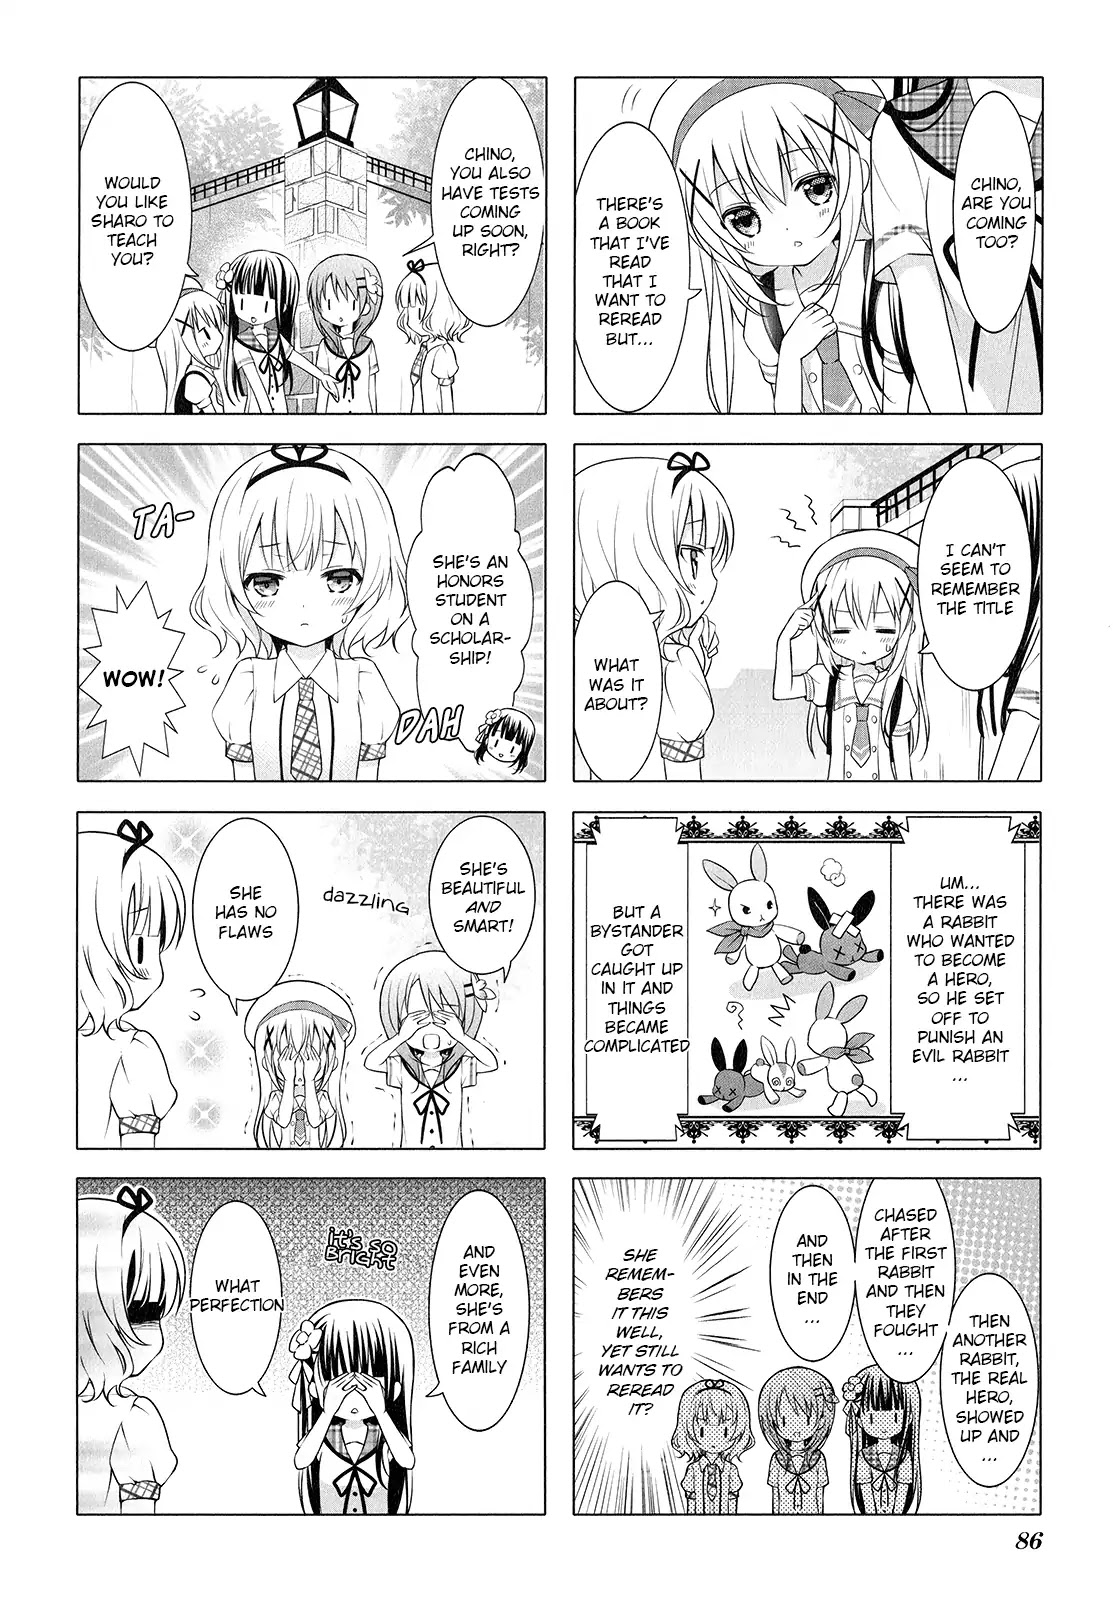 CHINO,
ARE YOU
COMING
TOO?
THERE'S
A BOOK
THAT I'VE
READ
THAT I
WANT TO
REREAD
BUT...
I CAN'T
SEEM TO
REMEMBER
THE TITLE
WHAT
WAS IT
ABOUT?
UM...
THERE WAS
A RABBIT
WHO WANTED
TO BECOME
A HERO,
SO HE SET
OFF TO
PUNISH AN
EVIL RABBIT
...
BUT A
BYSTANDER
GOT
CAUGHT UP
IN IT AND
THINGS
BECAME
COMPLICATED
THEN
ANOTHER
RABBIT,
THE REAL
HERO,
SHOWED
UP AND
...
CHASED
AFTER
THE FIRST
RABBIT
AND THEN
THEY
FOUGHT
...
AND
THEN
IN THE
END
...
SHE
REMEM-
BERS
IT THIS
WELL,
YET STILL
WANTS TO
REREAD
IT?
CHINO,
YOU ALSO
HAVE TESTS
COMING
UP SOON,
RIGHT?
WOULD
YOU LIKE
SHARO TO
TEACH
YOU?
SHE'S AN
HONORS
STUDENT
ON A
SCHOLAR-
SHIP!
TA-
DAH
WOW!
SHE'S
BEAUTIFUL
AND
SMART!
dazzling
SHE
HAS NO
FLAWS
AND
EVEN
MORE,
SHE'S
FROM A
RICH
FAMILY
it's so
Bright
WHAT
PERFECTION
86